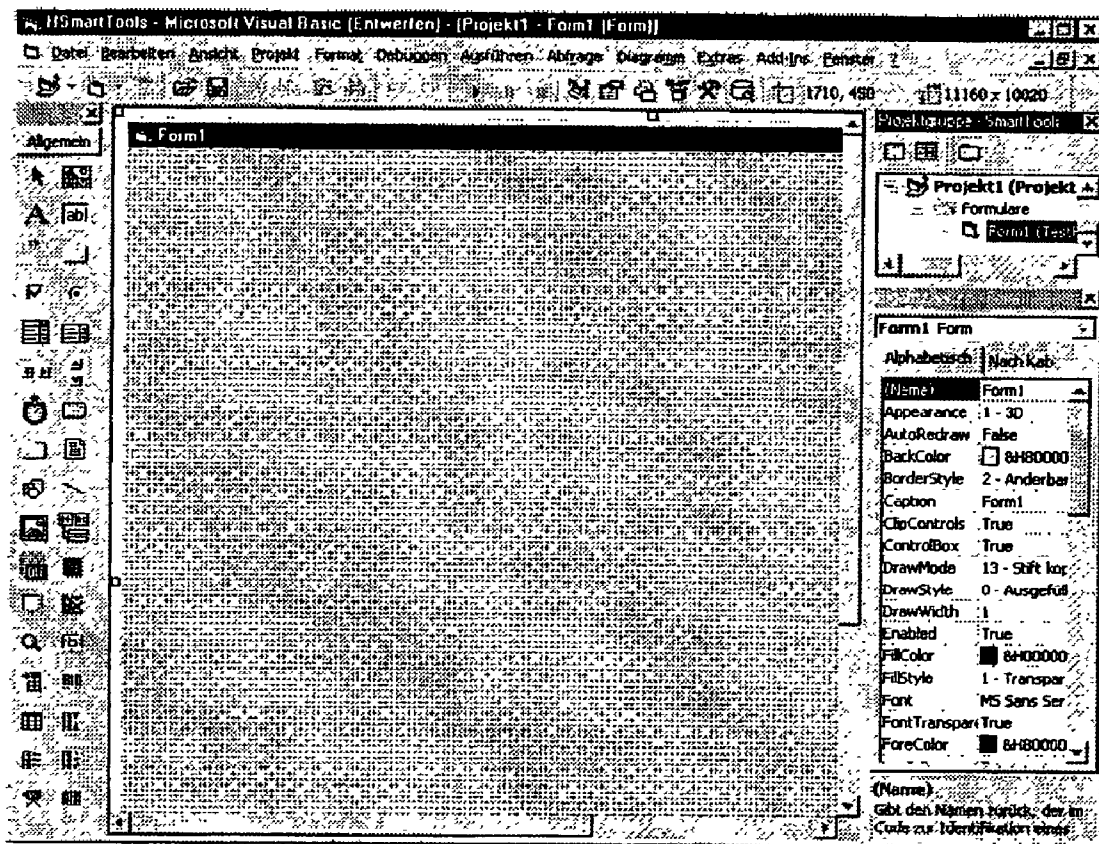 HSmartTools - Microsoft Visual Basic (Entwerfen) - [Projekt1 - Form1 (Form)]
Datei Bearbeiten Ansicht Projekt Format Debuggen Ausführen Abfrage Diagramm Extras Add-Ins Fenster ?
1710, 450 11160 x 10020
Allgemein
Form1
Projektgruppe - SmartTools
Projekt1 (Projekt
Formulare
Form1 (Test
Form1 Form
Alphabetisch Nach Kat
(Name) Form1
Appearance 1 - 3D
AutoRedraw False
BackColor &H80000
BorderStyle 2 - Änderbar
Caption Form1
ClipControls True
ControlBox True
DrawMode 13 - Stift kop
DrawStyle 0 - Ausgefüll
DrawWidth 1
Enabled True
FillColor &H00000
FillStyle 1 - Transpar
Font MS Sans Ser
FontTranspar True
ForeColor &H80000
(Name)
Gibt den Namen zurück, der im
Code zur Identifikation eines